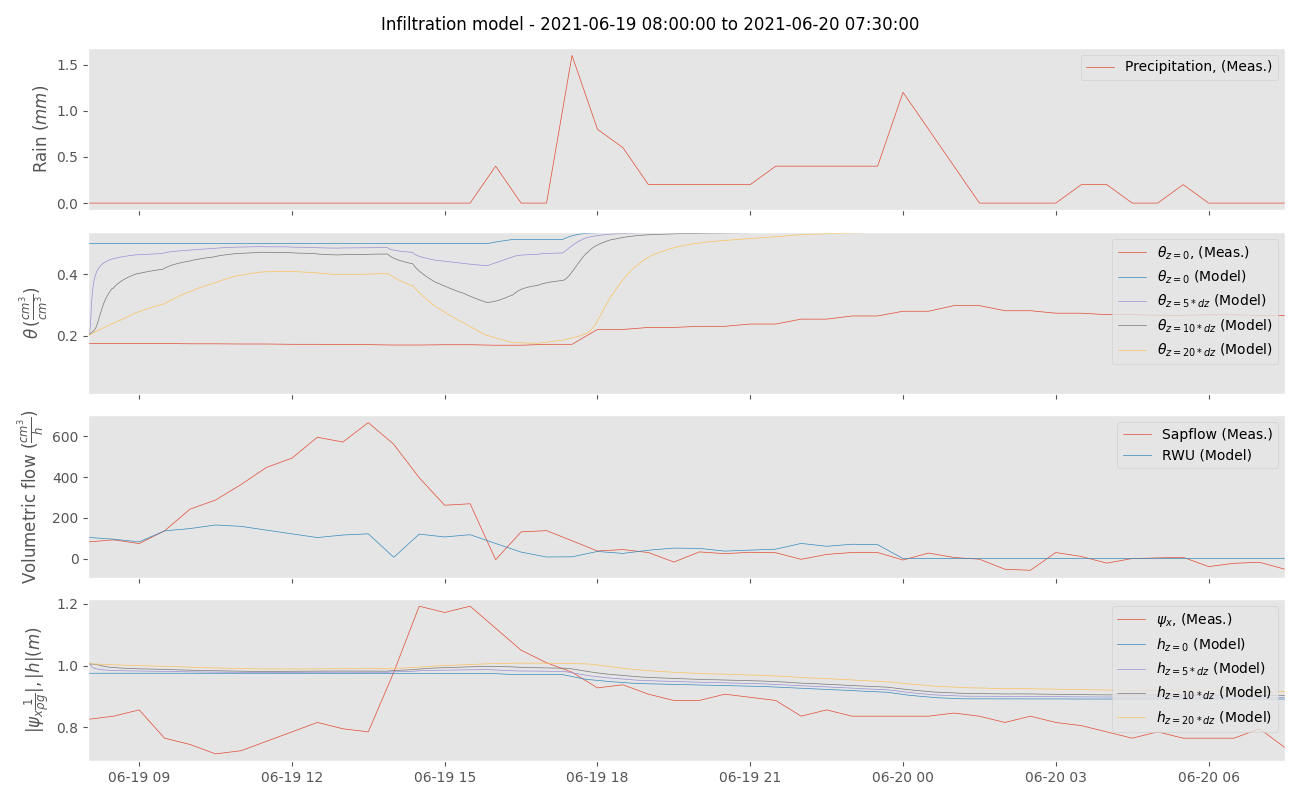 Infiltration model - 2021-06-19 08:00:00 to 2021-06-20 07:30:00
Rain (mm)
1.5
1.0
0.5
0.0
Precipitation, (Meas.)
θ (cm³/cm³)
0.4
0.2
θz=0, (Meas.)
θz=0 (Model)
θz=5*dz (Model)
θz=10*dz (Model)
θz=20*dz (Model)
Volumetric flow (cm³/h)
600
400
200
0
Sapflow (Meas.)
RWU (Model)
|ψx 1/ρg|, |h|(m)
1.2
1.0
0.8
ψx, (Meas.)
hz=0 (Model)
hz=5*dz (Model)
hz=10*dz (Model)
hz=20*dz (Model)
06-19 09 06-19 12 06-19 15 06-19 18 06-19 21 06-20 00 06-20 03 06-20 06